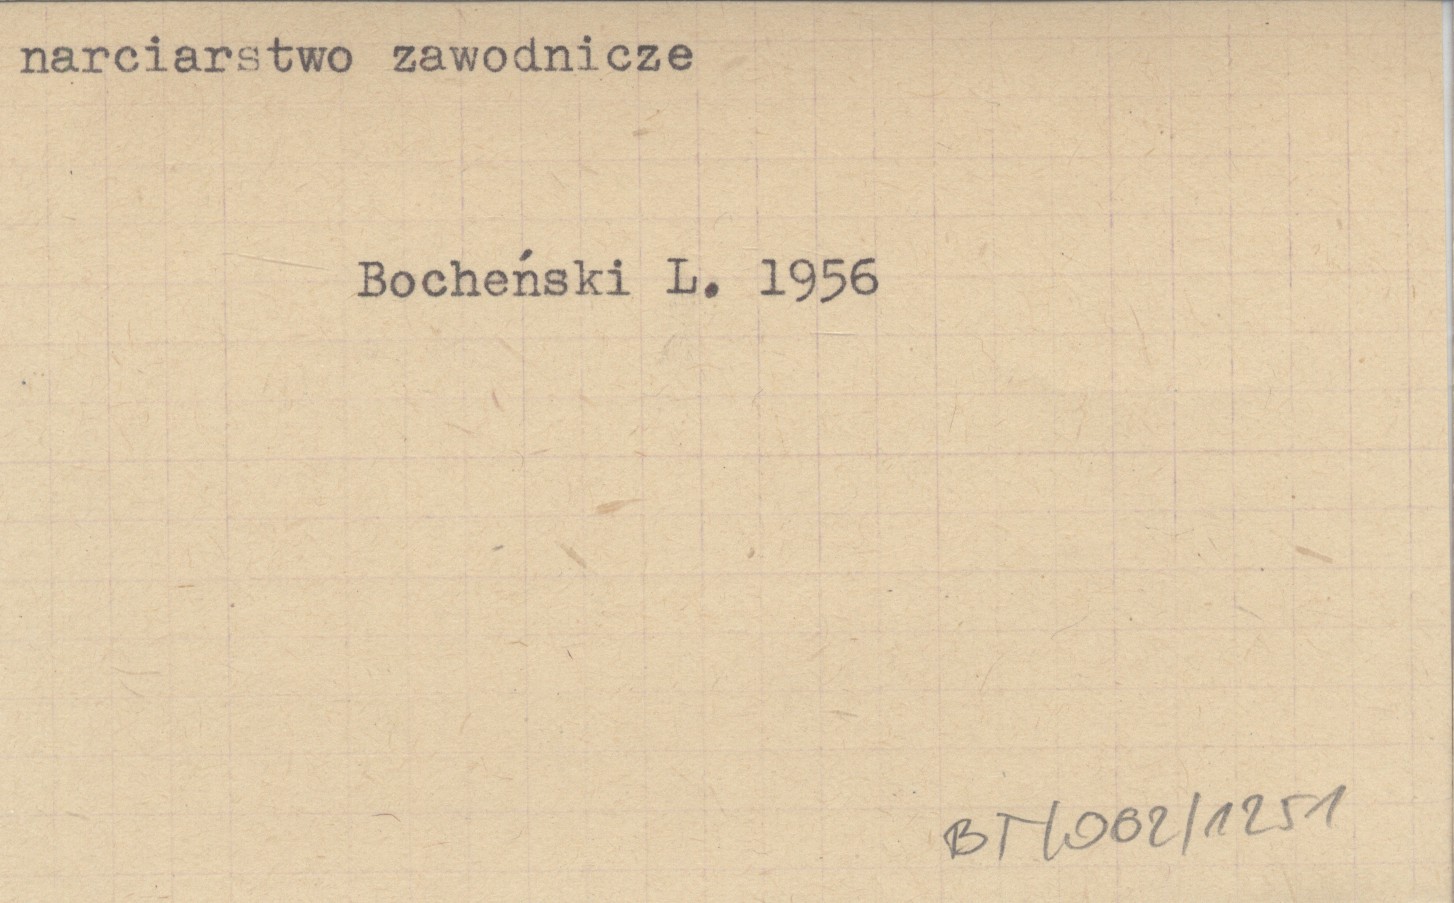 narciarstwo zawodnicze
Bocheński L. 1956
BT/062/1251